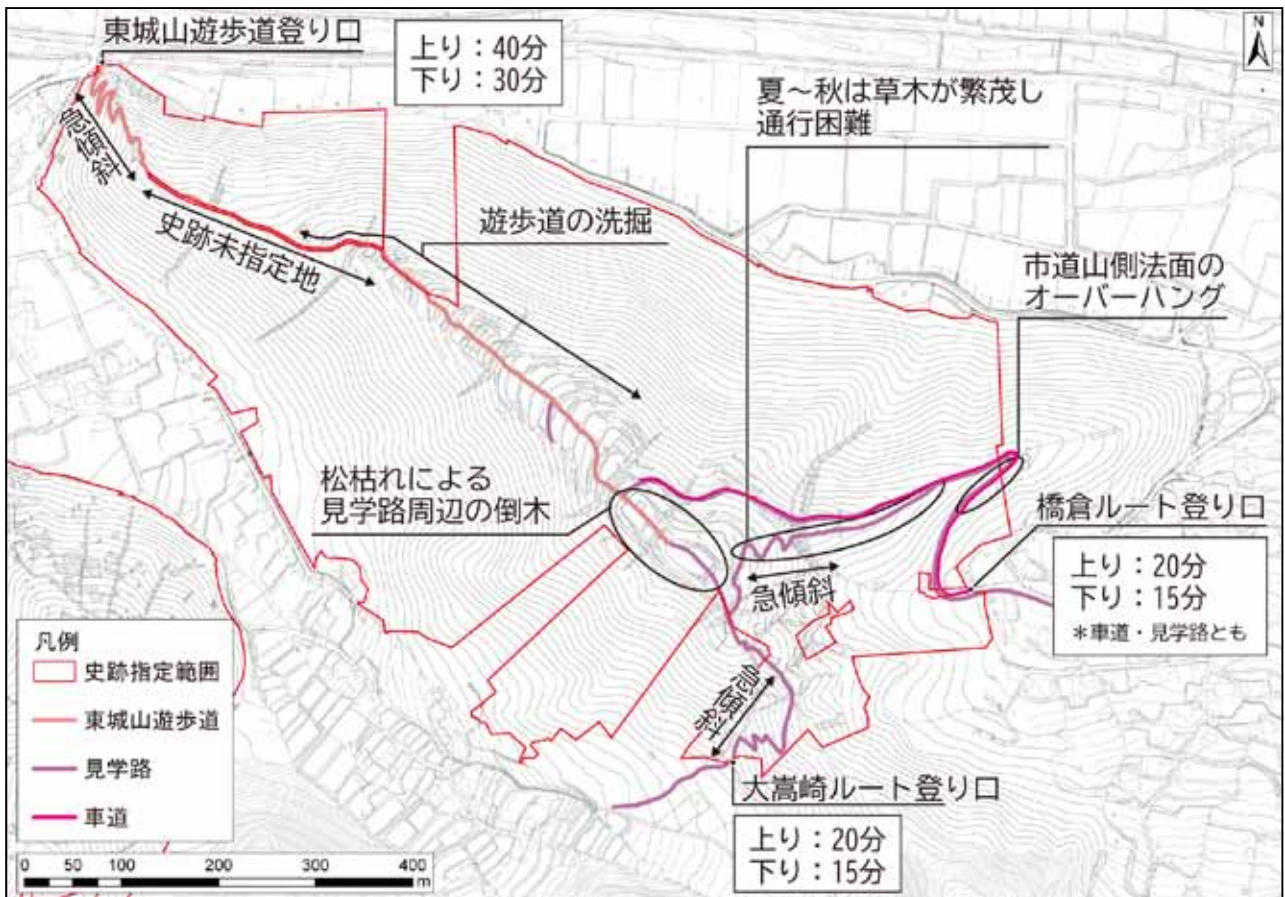 東城山遊歩道登り口
上り：40分
下り：30分
N
夏～秋は草木が繁茂し
通行困難
急傾斜
史跡未指定地
遊歩道の洗掘
市道山側法面の
オーバーハング
松枯れによる
見学路周辺の倒木
橋倉ルート登り口
上り：20分
下り：15分
＊車道・見学路とも
急傾斜
急傾斜
大嵩崎ルート登り口
上り：20分
下り：15分
凡例
史跡指定範囲
東城山遊歩道
見学路
車道
0 50 100 200 300 400
m